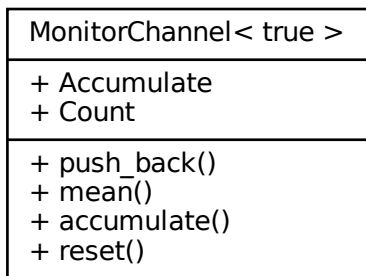 MonitorChannel< true >
+ Accumulate
+ Count
+ push_back()
+ mean()
+ accumulate()
+ reset()